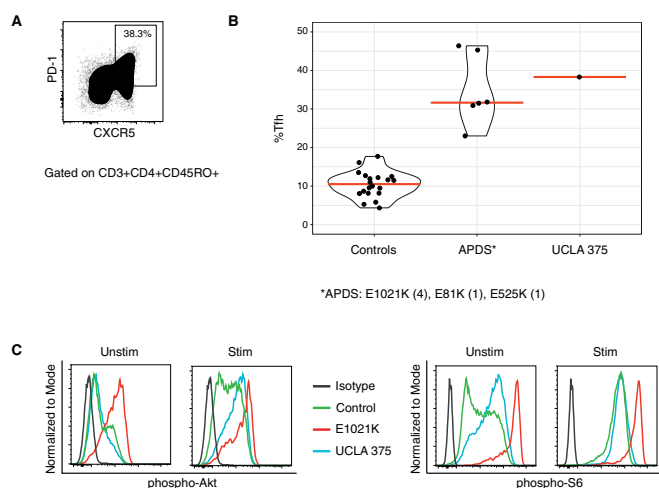 A
38.3%
PD-1
CXCR5
Gated on CD3+CD4+CD45RO+
B
50
40
30
20
10
0
%Tfh
Controls APDS* UCLA 375
*APDS: E1021K (4), E81K (1), E525K (1)
C
Unstim Stim
Normalized to Mode
phospho-Akt
Isotype
Control
E1021K
UCLA 375
Unstim Stim
Normalized to Mode
phospho-S6